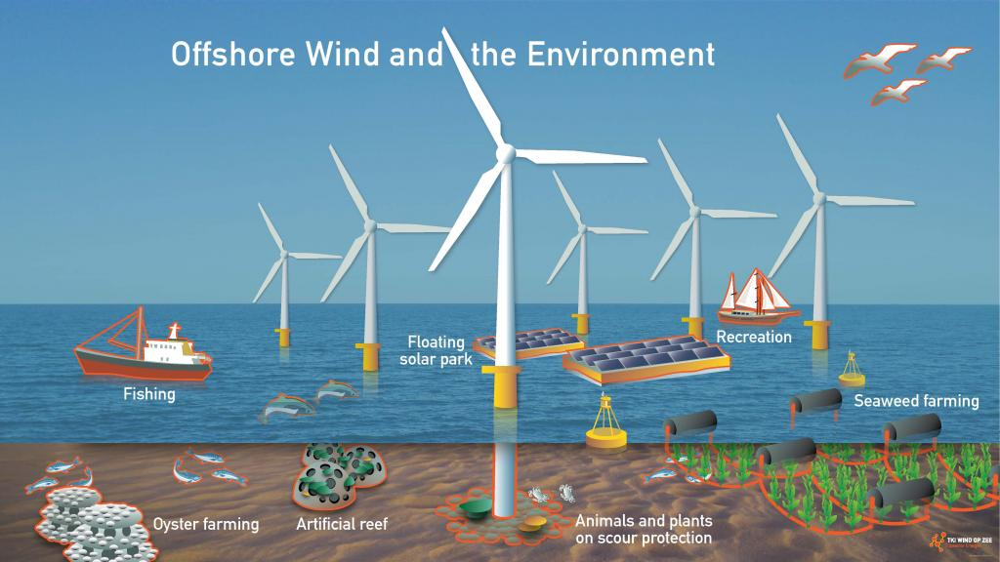 Offshore Wind and the Environment
Floating
solar park
Recreation
Fishing
Seaweed farming
Oyster farming
Artificial reef
Animals and plants
on scour protection
TKI WIND OP ZEE